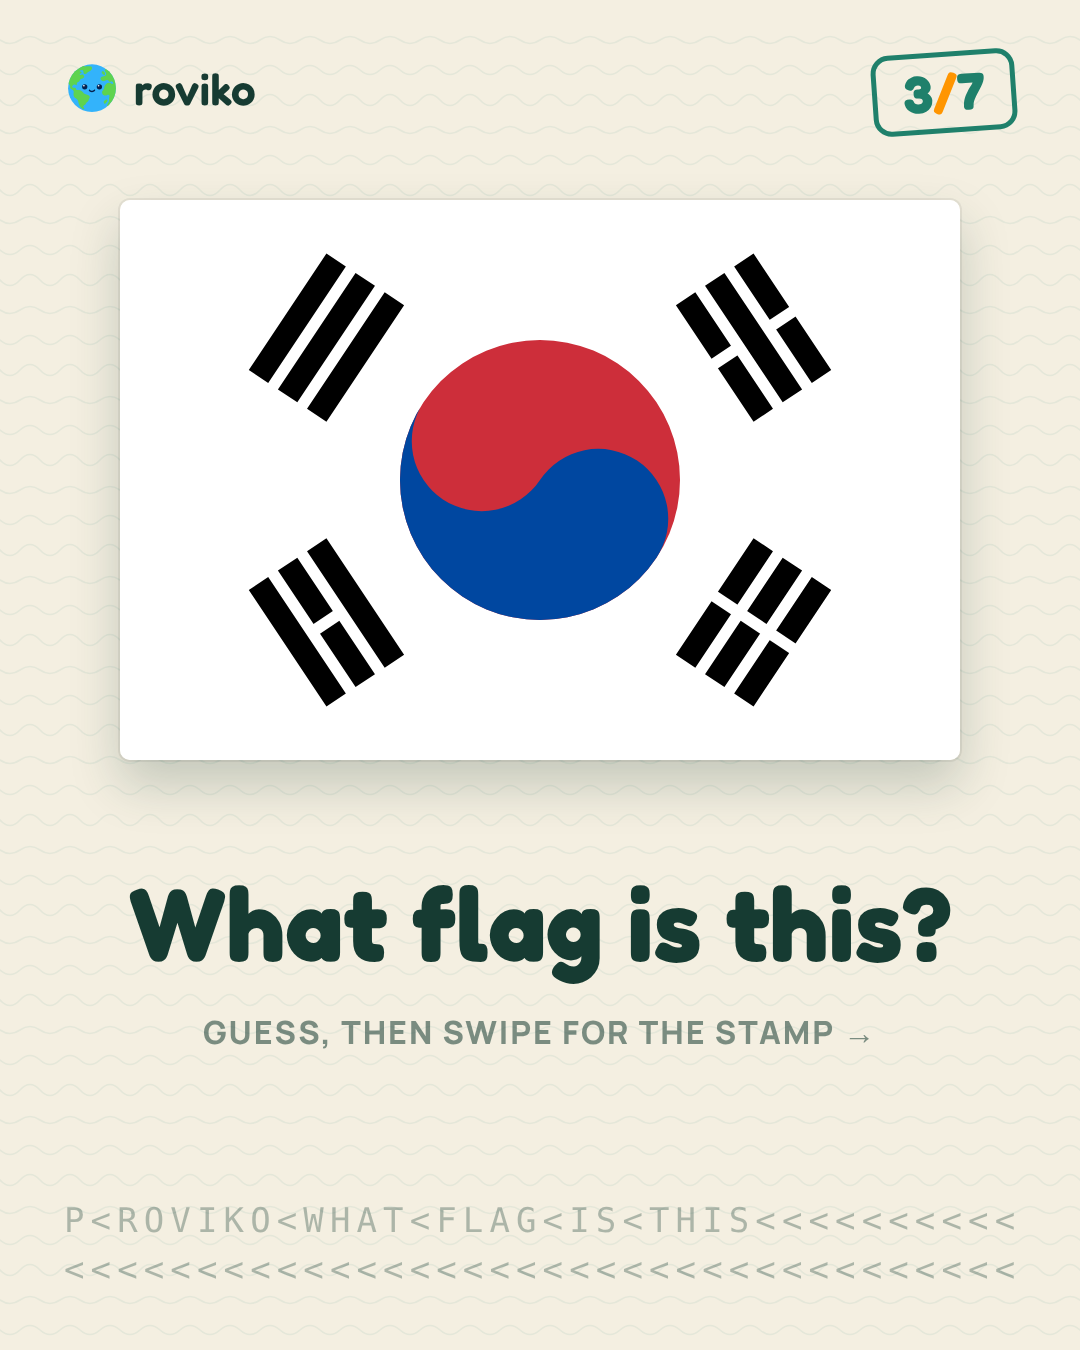 roviko
3/7
What flag is this?
GUESS, THEN SWIPE FOR THE STAMP →
P<ROVIKO<WHAT<FLAG<IS<THIS<<<<<<<<<<
<<<<<<<<<<<<<<<<<<<<<<<<<<<<<<<<<<<<